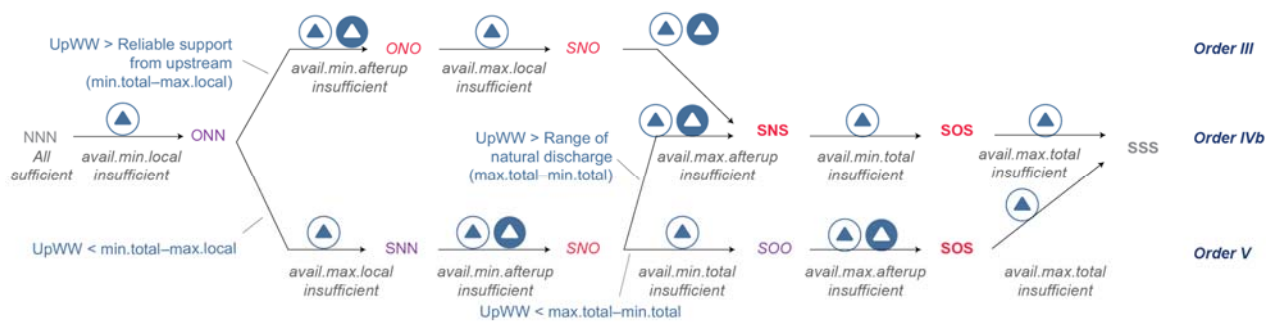 UpWW > Reliable support
from upstream
(min.total–max.local)
ONO
avail.min.afterup
insufficient
SNO
avail.max.local
insufficient
Order III
NNN
All
sufficient
avail.min.local
insufficient
ONN
UpWW > Range of
natural discharge
(max.total–min.total)
SNS
avail.max.afterup
insufficient
SOS
avail.min.total
insufficient
avail.max.total
insufficient
SSS
Order IVb
UpWW < min.total–max.local
SNN
avail.max.local
insufficient
SNO
avail.min.afterup
insufficient
SOO
avail.min.total
insufficient
UpWW < max.total–min.total
SOS
avail.max.afterup
insufficient
avail.max.total
insufficient
Order V